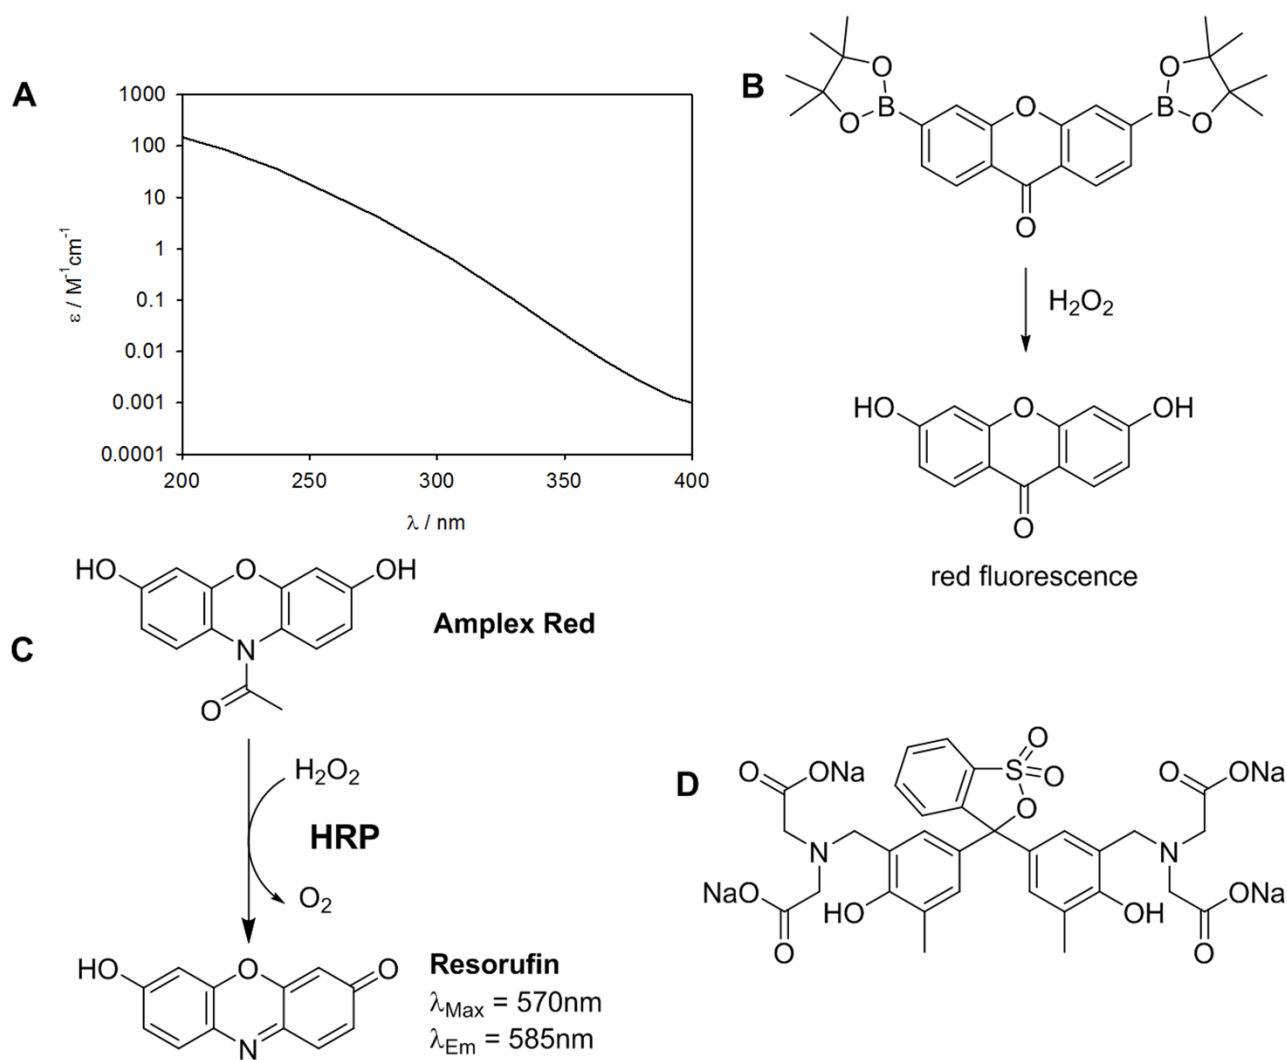 A
1000
100
10
1
0.1
0.01
0.001
0.0001
200
250
300
350
400
ε / M⁻¹cm⁻¹
λ / nm
B
O
O
B
O
O
B
O
O
O
H₂O₂
HO
O
OH
O
red fluorescence
C
HO
O
OH
N
O
Amplex Red
H₂O₂
HRP
O₂
HO
O
O
N
Resorufin
λMax = 570nm
λEm = 585nm
D
O
ONa
O
S
O
O
O
ONa
N
N
NaO
O
HO
OH
ONa
O